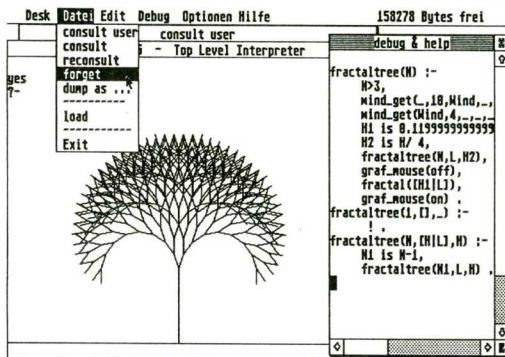 Desk Datei Edit Debug Optionen Hilfe 158278 Bytes frei
consult user
consult
reconsult
forget
dump as ...
----------
load
----------
Exit
consult user
G - Top Level Interpreter
yes
?-
debug & help
fractaltree(N) :-
N>3,
wind_get(_,10,Wind,_,
wind_get(Wind,4,_,_,_
H1 is 0.1199999999999
H2 is H/ 4,
fractaltree(N,L,H2),
graf_mouse(off),
fractal([H1|L]),
graf_mouse(on) .
fractaltree(1,[],_) :-
! .
fractaltree(N,[H|L],H) :-
N1 is N-1,
fractaltree(N1,L,H) .